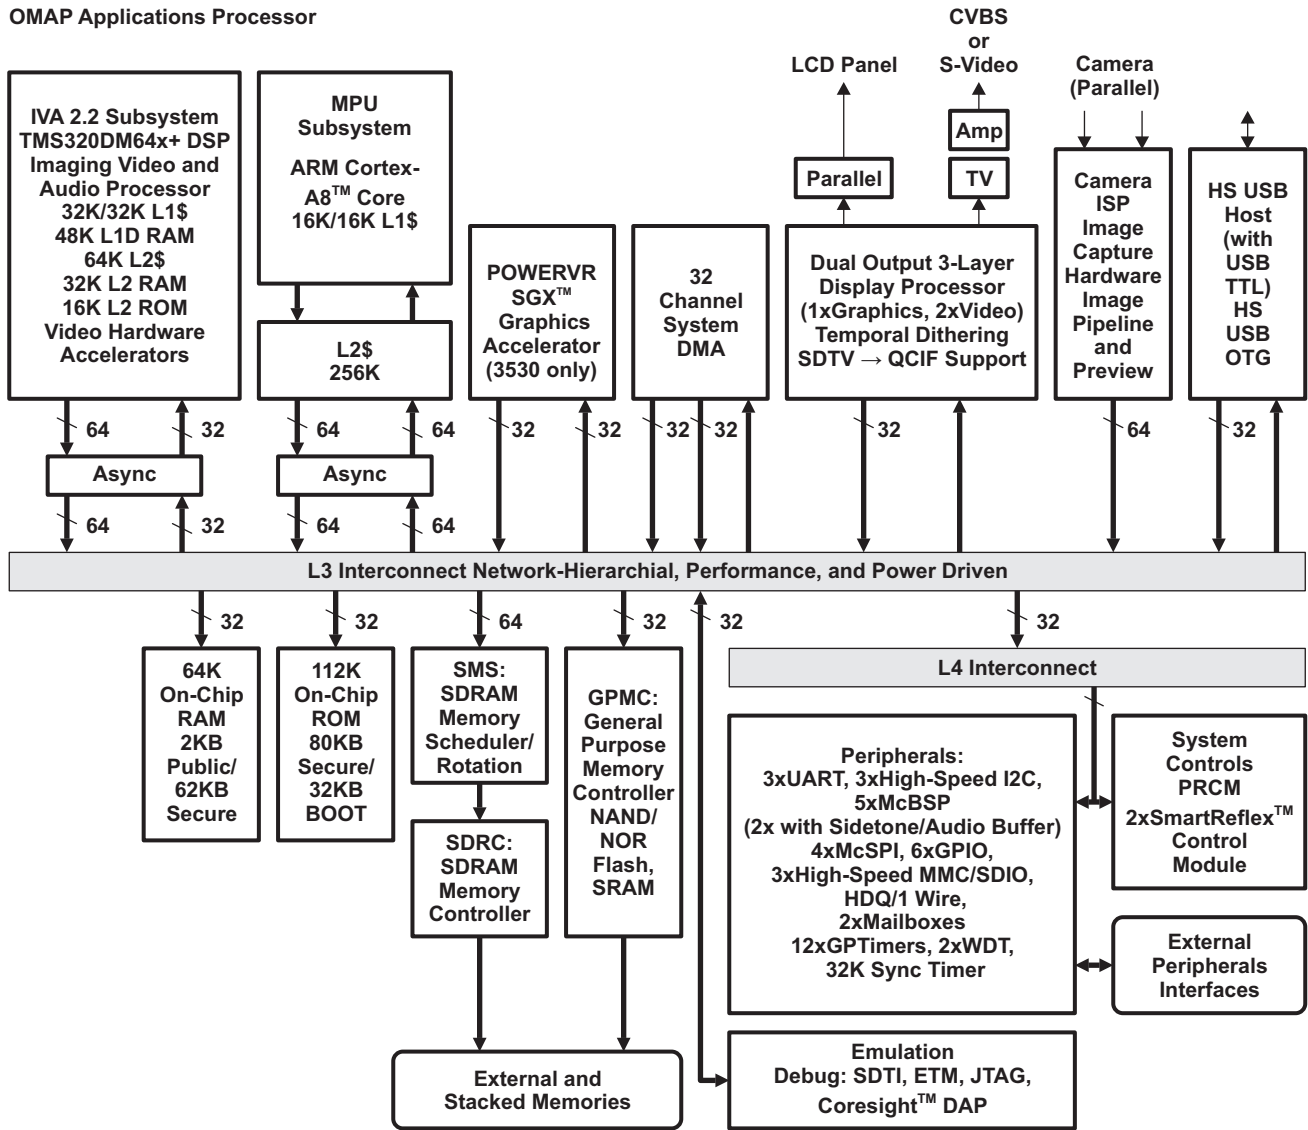 OMAP Applications Processor
IVA 2.2 Subsystem
TMS320DM64x+ DSP
Imaging Video and
Audio Processor
32K/32K L1$
48K L1D RAM
64K L2$
32K L2 RAM
16K L2 ROM
Video Hardware
Accelerators
MPU
Subsystem
ARM Cortex-
A8™ Core
16K/16K L1$
L2$
256K
POWERVR
SGX™
Graphics
Accelerator
(3530 only)
32
Channel
System
DMA
LCD Panel
Parallel
CVBS
or
S-Video
Amp
TV
Dual Output 3-Layer
Display Processor
(1xGraphics, 2xVideo)
Temporal Dithering
SDTV → QCIF Support
Camera
(Parallel)
Camera
ISP
Image
Capture
Hardware
Image
Pipeline
and
Preview
HS USB
Host
(with
USB
TTL)
HS
USB
OTG
64
32
64
64
32
32
32
32
32
64
32
Async
Async
64
32
64
64
L3 Interconnect Network-Hierarchial, Performance, and Power Driven
32
32
64
32
32
32
64K
On-Chip
RAM
2KB
Public/
62KB
Secure
112K
On-Chip
ROM
80KB
Secure/
32KB
BOOT
SMS:
SDRAM
Memory
Scheduler/
Rotation
SDRC:
SDRAM
Memory
Controller
GPMC:
General
Purpose
Memory
Controller
NAND/
NOR
Flash,
SRAM
External and
Stacked Memories
L4 Interconnect
Peripherals:
3xUART, 3xHigh-Speed I2C,
5xMcBSP
(2x with Sidetone/Audio Buffer)
4xMcSPI, 6xGPIO,
3xHigh-Speed MMC/SDIO,
HDQ/1 Wire,
2xMailboxes
12xGPTimers, 2xWDT,
32K Sync Timer
System
Controls
PRCM
2xSmartReflex™
Control
Module
External
Peripherals
Interfaces
Emulation
Debug: SDTI, ETM, JTAG,
Coresight™ DAP